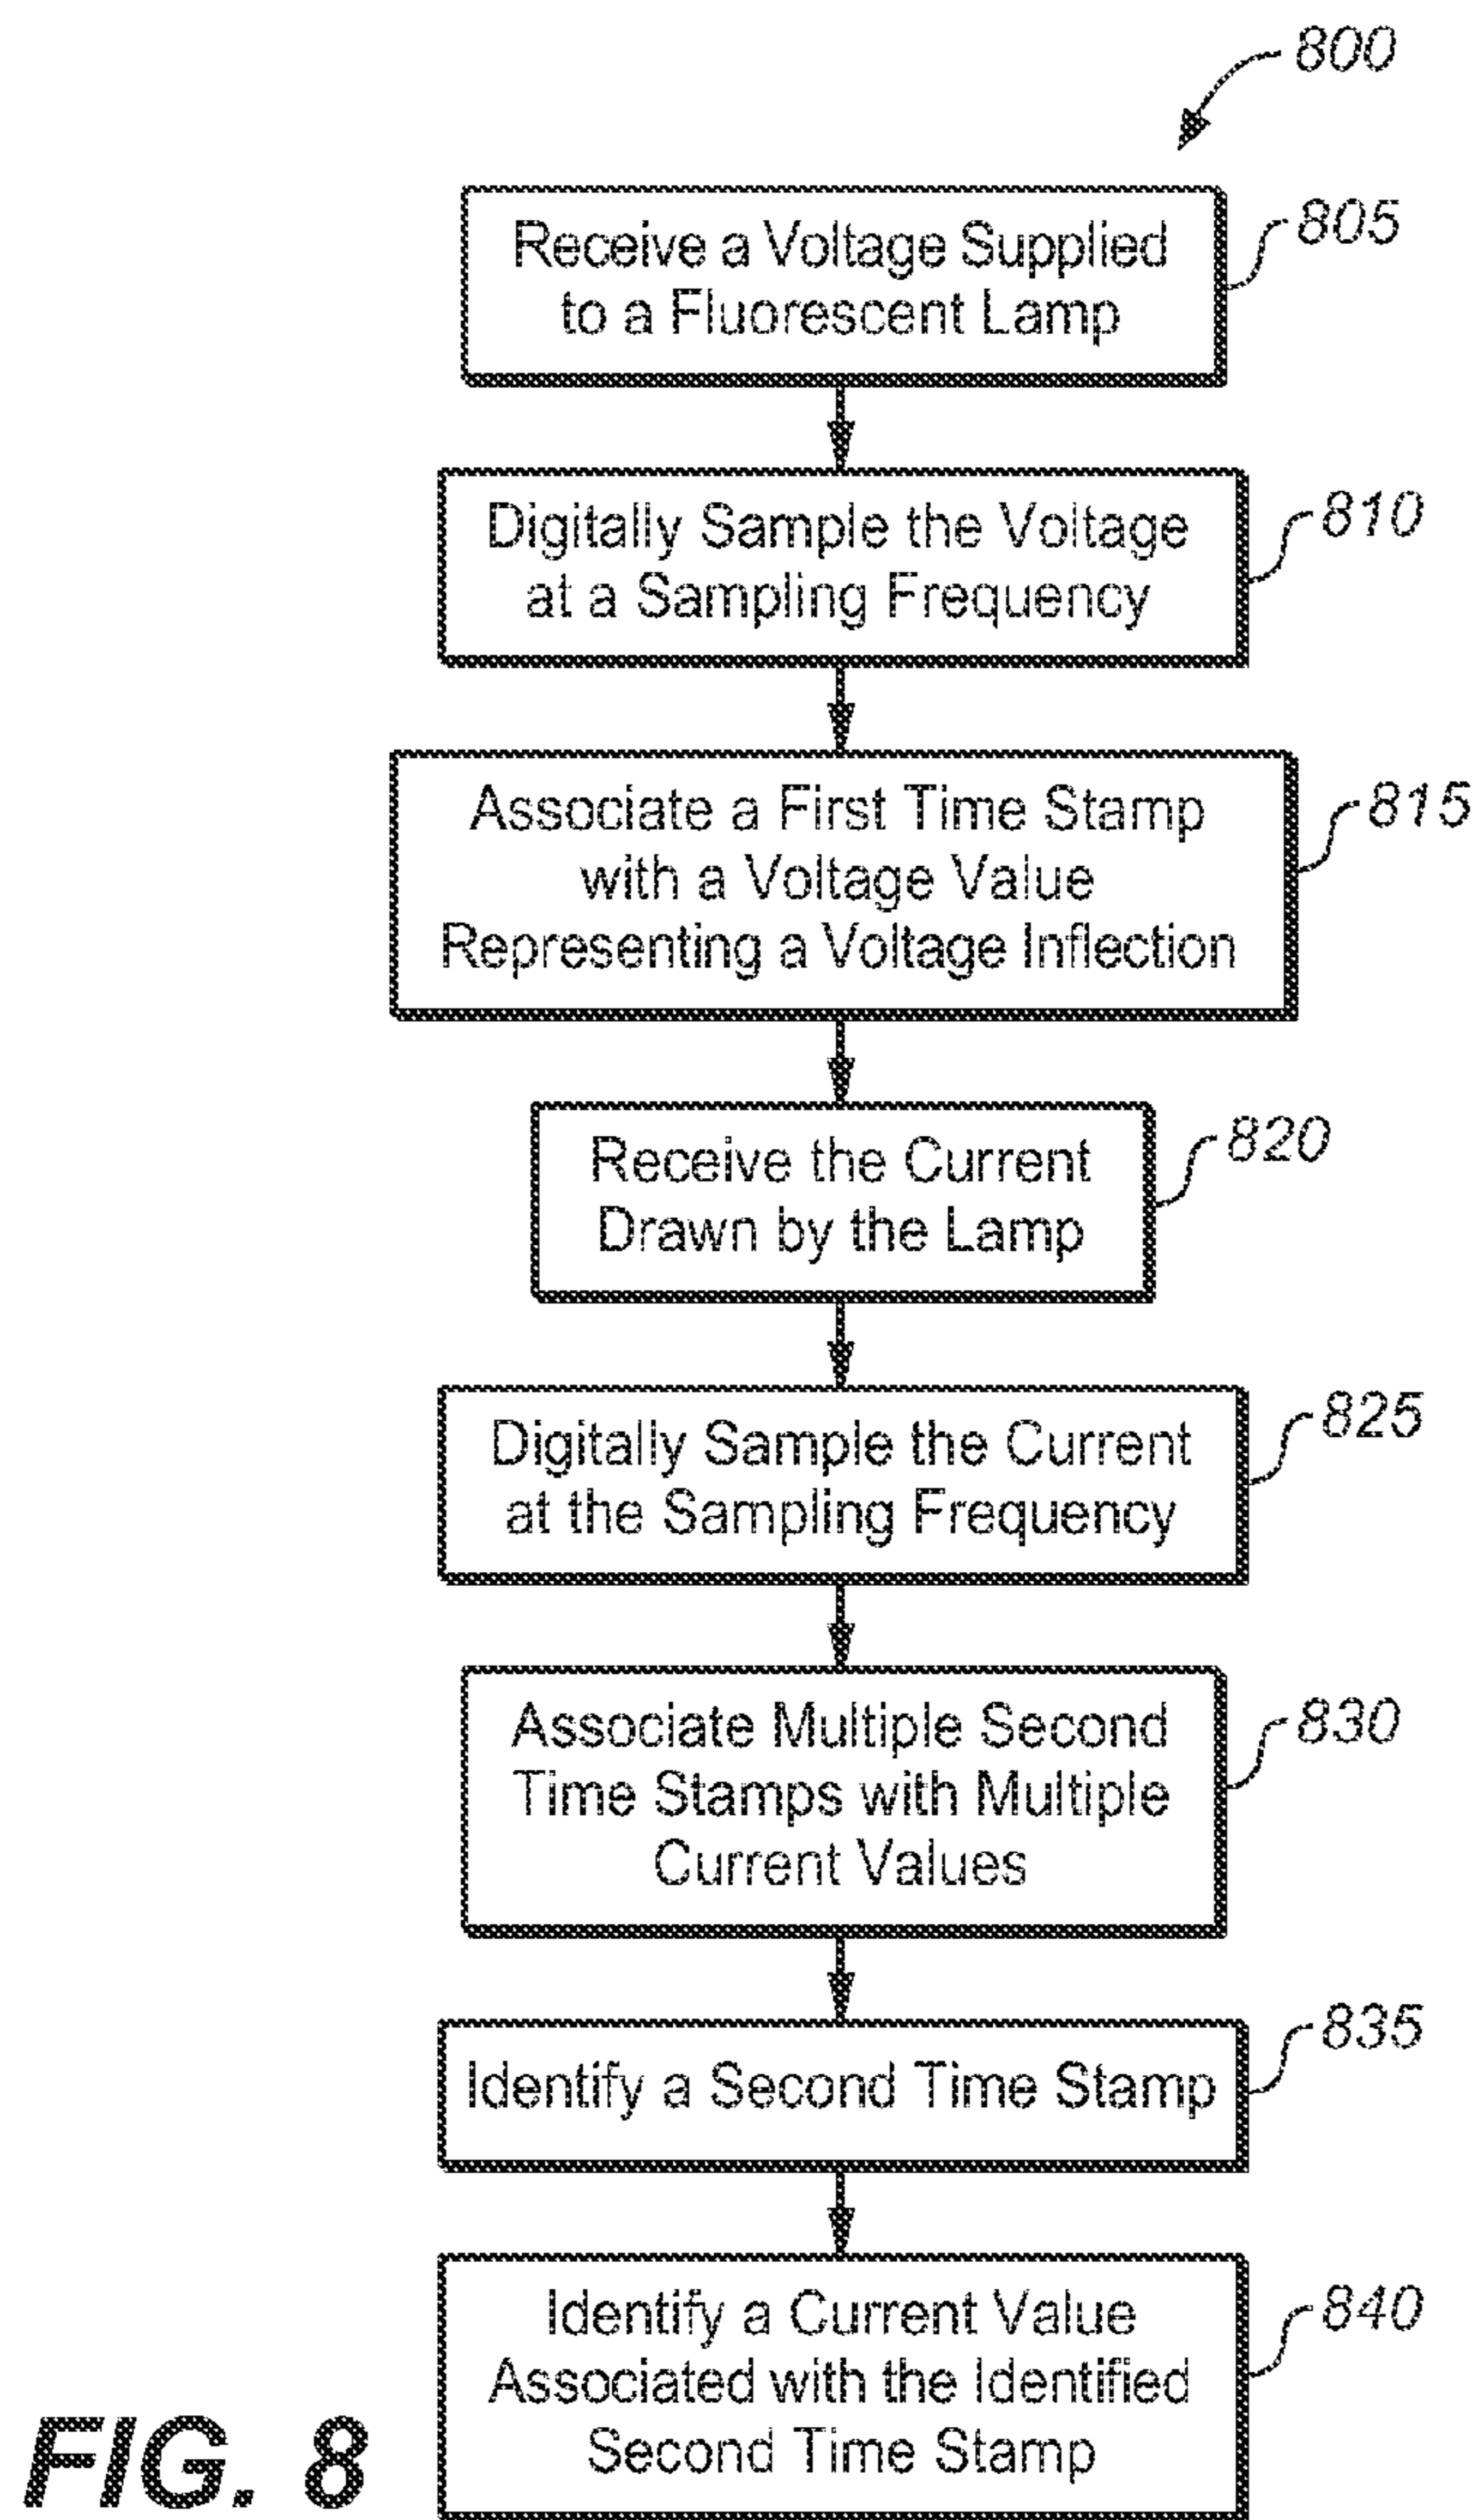 800
Receive a Voltage Supplied
to a Fluorescent Lamp
805
Digitally Sample the Voltage
at a Sampling Frequency
810
Associate a First Time Stamp
with a Voltage Value
Representing a Voltage Inflection
815
Receive the Current
Drawn by the Lamp
820
Digitally Sample the Current
at the Sampling Frequency
825
Associate Multiple Second
Time Stamps with Multiple
Current Values
830
Identify a Second Time Stamp
835
Identify a Current Value
Associated with the Identified
Second Time Stamp
840
FIG. 8